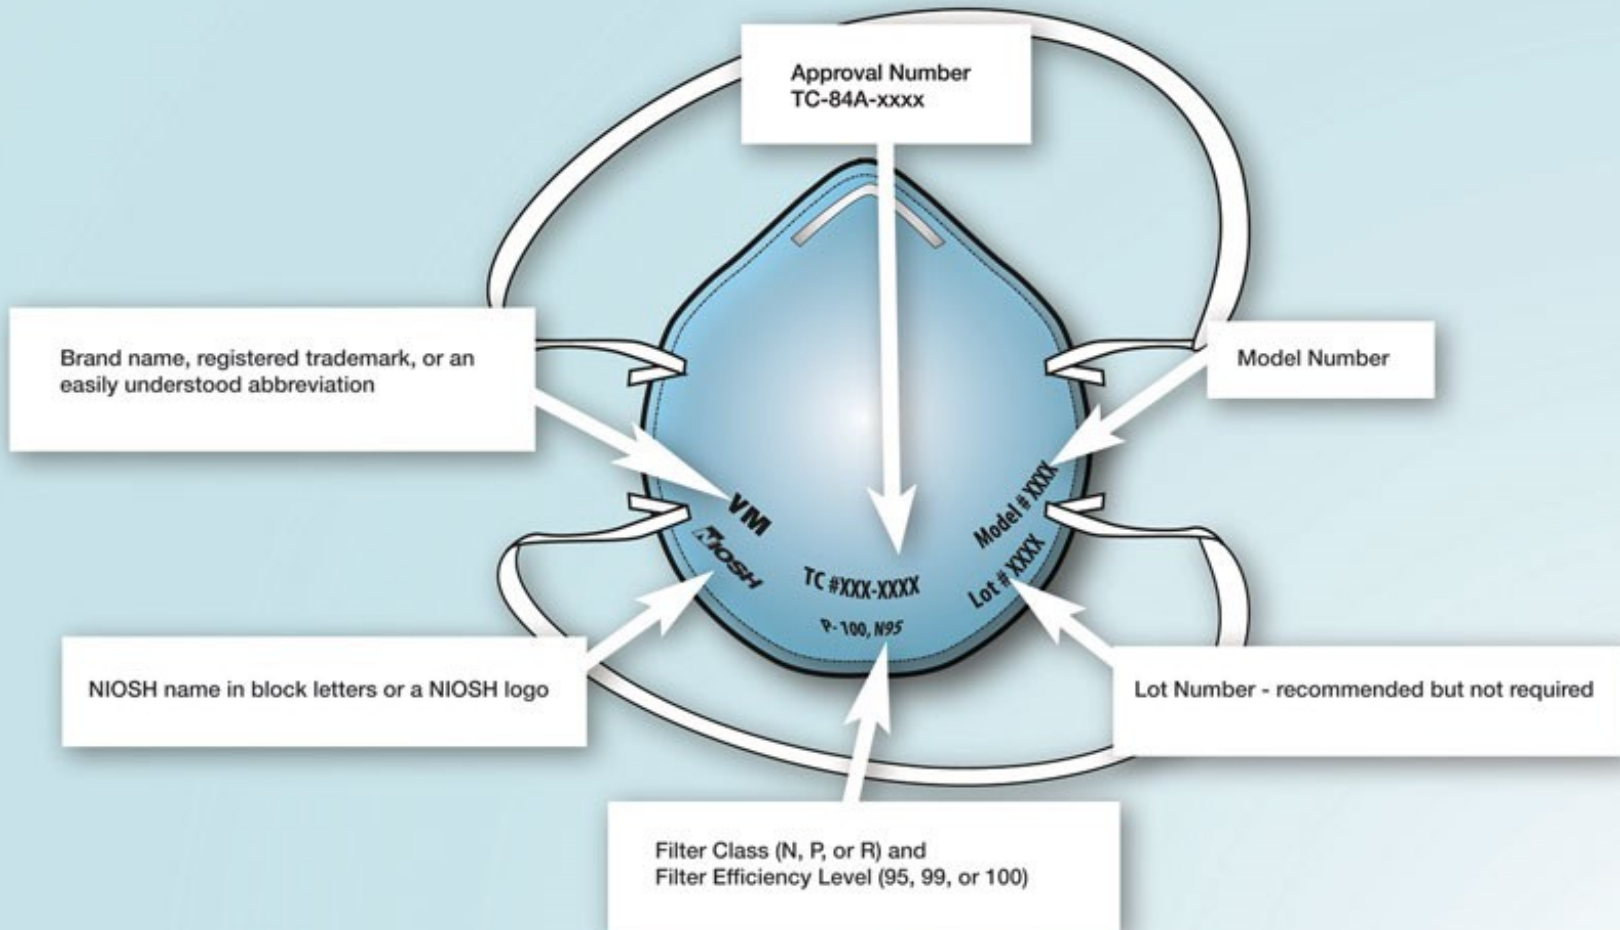 Approval Number
TC-84A-xxxx
Brand name, registered trademark, or an
easily understood abbreviation
Model Number
VM
NIOSH
TC #XXX-XXXX
P-100, N95
Model # XXXX
Lot # XXXX
NIOSH name in block letters or a NIOSH logo
Lot Number - recommended but not required
Filter Class (N, P, or R) and
Filter Efficiency Level (95, 99, or 100)